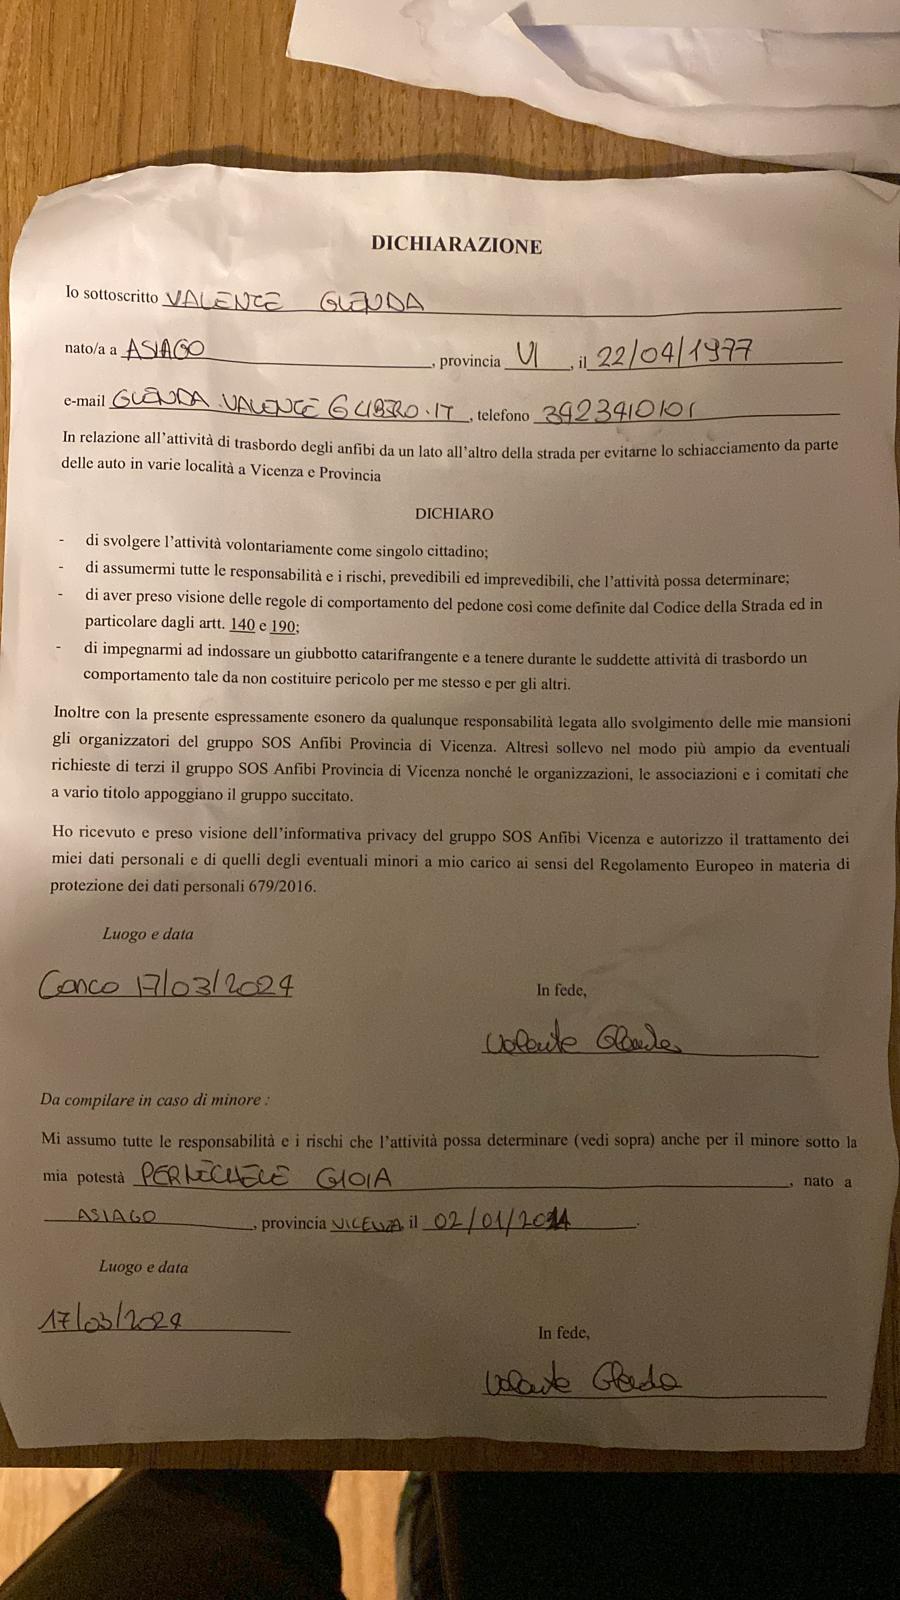 DICHIARAZIONE
Io sottoscritto VALENTE GLENDA
nato/a a ASIAGO, provincia VI, il 22/04/1977
e-mail GLENDA.VALENTE@LIBERO.IT, telefono 3923410101
In relazione all'attività di trasbordo degli anfibi da un lato all'altro della strada per evitarne lo schiacciamento da parte
delle auto in varie località a Vicenza e Provincia
DICHIARO
- di svolgere l'attività volontariamente come singolo cittadino;
- di assumermi tutte le responsabilità e i rischi, prevedibili ed imprevedibili, che l'attività possa determinare;
- di aver preso visione delle regole di comportamento del pedone così come definite dal Codice della Strada ed in
particolare dagli artt. 140 e 190;
- di impegnarmi ad indossare un giubbotto catarifrangente e a tenere durante le suddette attività di trasbordo un
comportamento tale da non costituire pericolo per me stesso e per gli altri.
Inoltre con la presente espressamente esonero da qualunque responsabilità legata allo svolgimento delle mie mansioni
gli organizzatori del gruppo SOS Anfibi Provincia di Vicenza. Altresì sollevo nel modo più ampio da eventuali
richieste di terzi il gruppo SOS Anfibi Provincia di Vicenza nonché le organizzazioni, le associazioni e i comitati che
a vario titolo appoggiano il gruppo succitato.
Ho ricevuto e preso visione dell'informativa privacy del gruppo SOS Anfibi Vicenza e autorizzo il trattamento dei
miei dati personali e di quelli degli eventuali minori a mio carico ai sensi del Regolamento Europeo in materia di
protezione dei dati personali 679/2016.
Luogo e data
Conco 17/03/2024
In fede,
Valente Glenda
Da compilare in caso di minore :
Mi assumo tutte le responsabilità e i rischi che l'attività possa determinare (vedi sopra) anche per il minore sotto la
mia potestà PERNECHELE GIOIA, nato a
ASIAGO, provincia VICENZA, il 02/01/2014.
Luogo e data
17/03/2024
In fede,
Valente Glenda